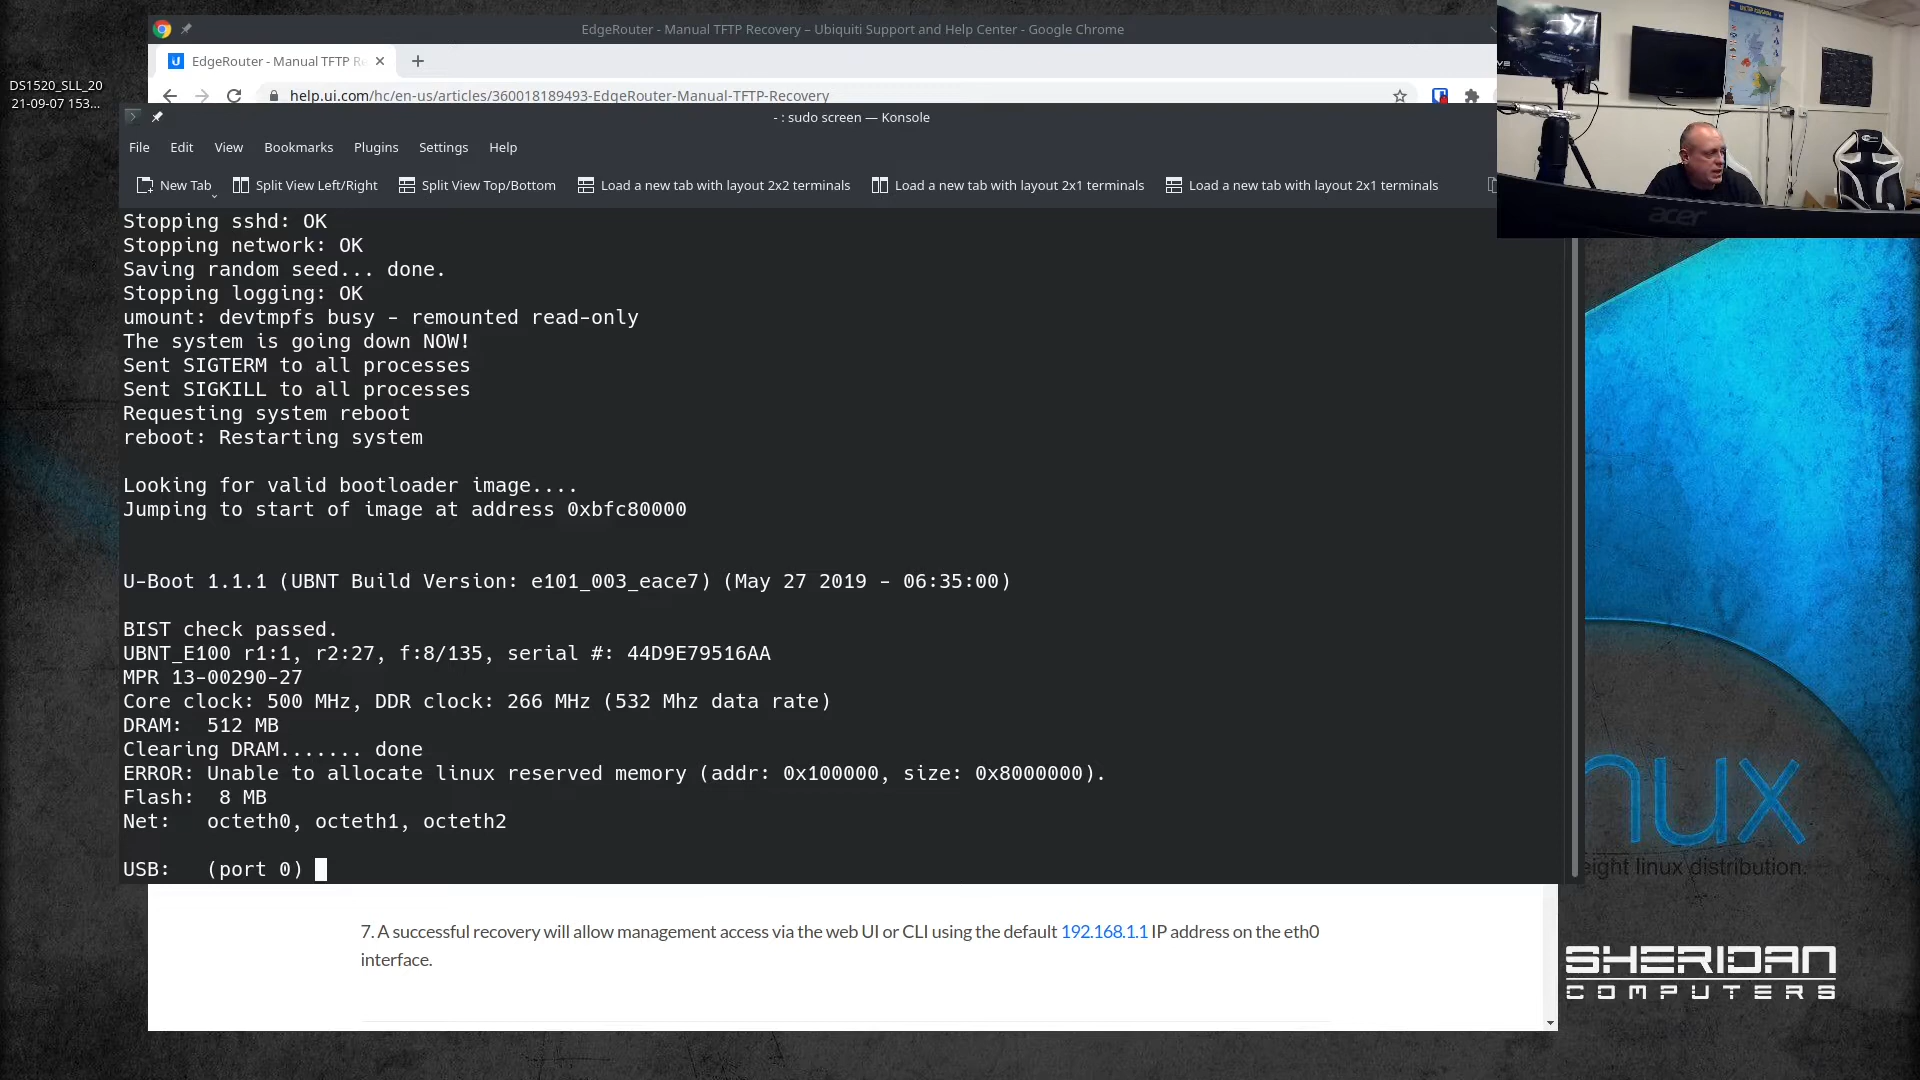 EdgeRouter - Manual TFTP Recovery – Ubiquiti Support and Help Center - Google Chrome
EdgeRouter - Manual TFTP R
DS1520_SLL_20
21-09-07 153...
help.ui.com/hc/en-us/articles/360018189493-EdgeRouter-Manual-TFTP-Recovery
- : sudo screen — Konsole
File Edit View Bookmarks Plugins Settings Help
New Tab Split View Left/Right Split View Top/Bottom Load a new tab with layout 2x2 terminals Load a new tab with layout 2x1 terminals Load a new tab with layout 2x1 terminals
acer
Stopping sshd: OK
Stopping network: OK
Saving random seed... done.
Stopping logging: OK
umount: devtmpfs busy - remounted read-only
The system is going down NOW!
Sent SIGTERM to all processes
Sent SIGKILL to all processes
Requesting system reboot
reboot: Restarting system
Looking for valid bootloader image....
Jumping to start of image at address 0xbfc80000
U-Boot 1.1.1 (UBNT Build Version: e101_003_eace7) (May 27 2019 - 06:35:00)
BIST check passed.
UBNT_E100 r1:1, r2:27, f:8/135, serial #: 44D9E79516AA
MPR 13-00290-27
Core clock: 500 MHz, DDR clock: 266 MHz (532 Mhz data rate)
DRAM:  512 MB
Clearing DRAM....... done
ERROR: Unable to allocate linux reserved memory (addr: 0x100000, size: 0x8000000).
Flash:  8 MB
Net:   octeth0, octeth1, octeth2
USB:   (port 0)
nux
eight linux distribution.
7. A successful recovery will allow management access via the web UI or CLI using the default 192.168.1.1 IP address on the eth0
interface.
SHERIDAN
COMPUTERS